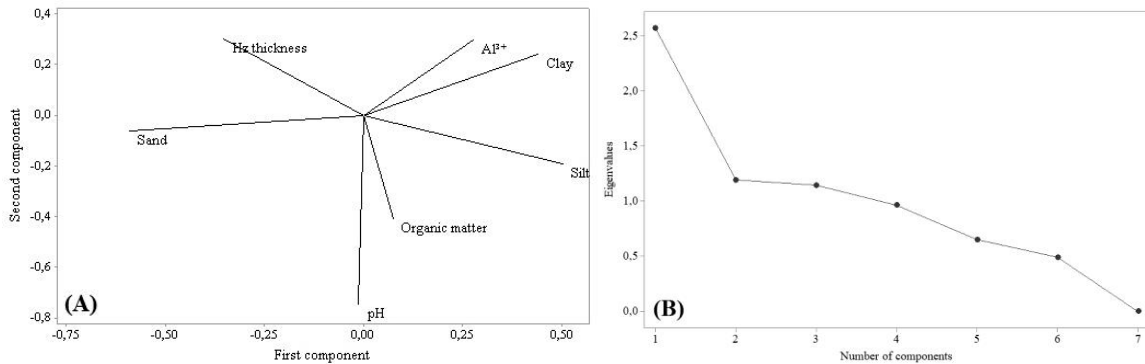 0,4
0,2
0,0
-0,2
-0,4
-0,6
-0,8
Second component
Hz thickness
Al³⁺
Clay
Sand
Silt
Organic matter
pH
(A)
-0,75
-0,50
-0,25
0,00
0,25
0,50
First component
2,5
2,0
1,5
1,0
0,5
0,0
Eigenvalues
(B)
1
2
3
4
5
6
7
Number of components